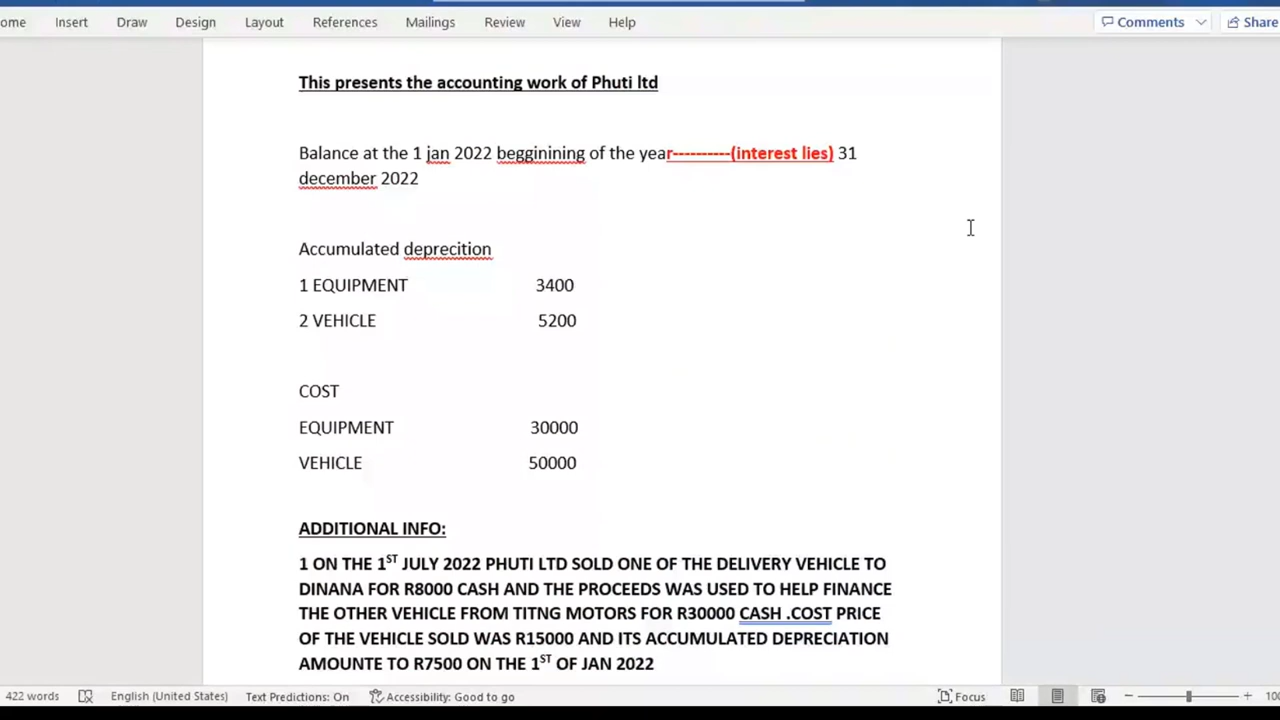 ome Insert Draw Design Layout References Mailings Review View Help Comments Share
This presents the accounting work of Phuti ltd
Balance at the 1 jan 2022 begginining of the year----------(interest lies) 31
december 2022
Accumulated deprecition
1 EQUIPMENT 3400
2 VEHICLE 5200
COST
EQUIPMENT 30000
VEHICLE 50000
ADDITIONAL INFO:
1 ON THE 1ST JULY 2022 PHUTI LTD SOLD ONE OF THE DELIVERY VEHICLE TO
DINANA FOR R8000 CASH AND THE PROCEEDS WAS USED TO HELP FINANCE
THE OTHER VEHICLE FROM TITNG MOTORS FOR R30000 CASH .COST PRICE
OF THE VEHICLE SOLD WAS R15000 AND ITS ACCUMULATED DEPRECIATION
AMOUNTE TO R7500 ON THE 1ST OF JAN 2022
422 words English (United States) Text Predictions: On Accessibility: Good to go Focus 100